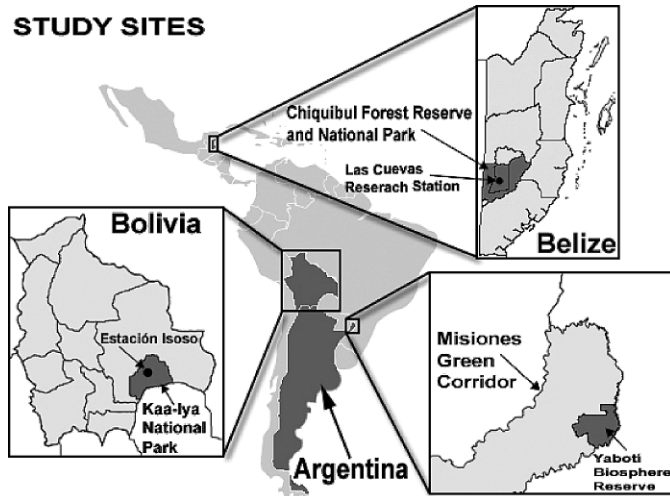 STUDY SITES
Chiquibul Forest Reserve
and National Park
Las Cuevas
Reserach Station
Belize
Bolivia
Estación Isoso
Kaa-Iya
National
Park
Argentina
Misiones
Green
Corridor
Yaboti
Biosphere
Reserve